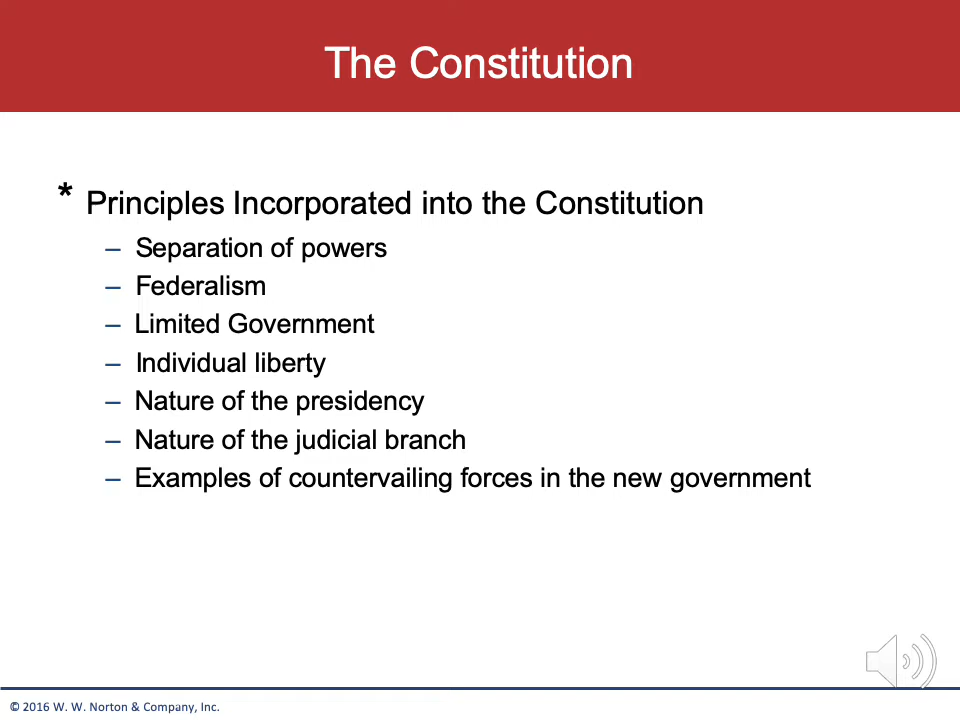 The Constitution
* Principles Incorporated into the Constitution
– Separation of powers
– Federalism
– Limited Government
– Individual liberty
– Nature of the presidency
– Nature of the judicial branch
– Examples of countervailing forces in the new government
© 2016 W. W. Norton & Company, Inc.